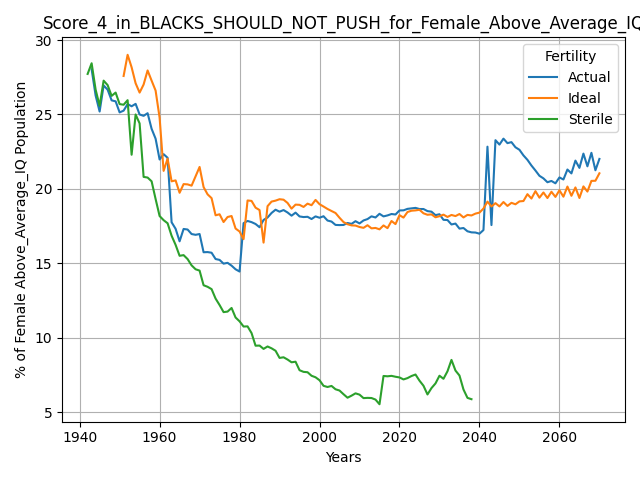 Score_4_in_BLACKS_SHOULD_NOT_PUSH_for_Female_Above_Average_IQ
30
25
20
15
10
5
% of Female Above_Average_IQ Population
Fertility
Actual
Ideal
Sterile
1940 1960 1980 2000 2020 2040 2060
Years